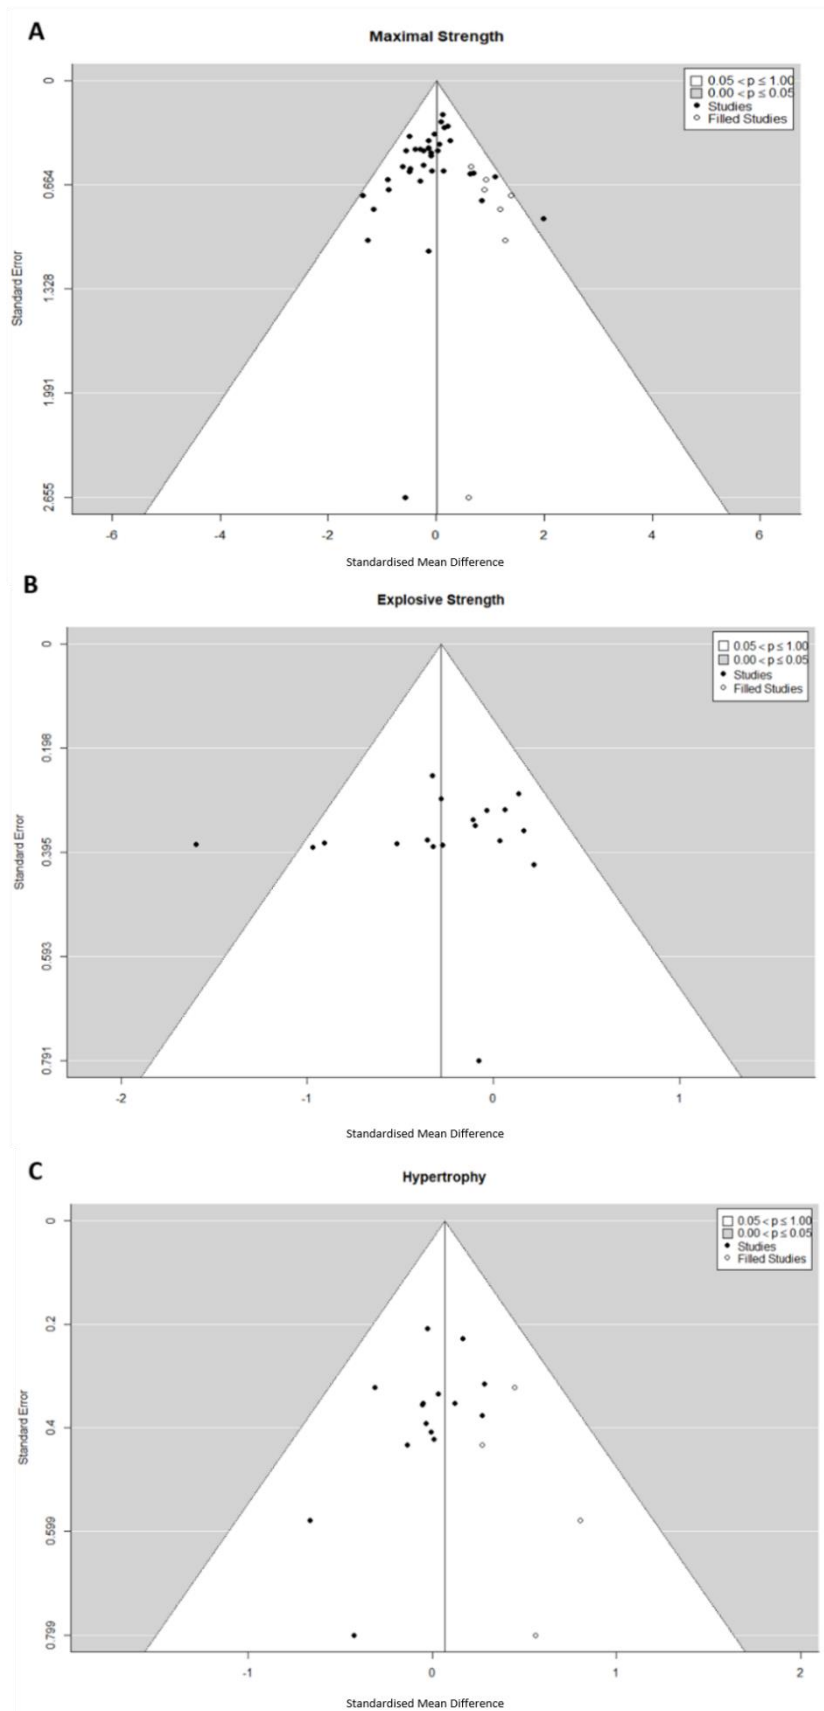 A
Maximal Strength
0.05 < p ≤ 1.00
0.00 < p ≤ 0.05
Studies
Filled Studies
Standard Error
0
0.664
1.328
1.991
2.655
-6 -4 -2 0 2 4 6
Standardised Mean Difference
B
Explosive Strength
0.05 < p ≤ 1.00
0.00 < p ≤ 0.05
Studies
Filled Studies
Standard Error
0
0.198
0.395
0.593
0.791
-2 -1 0 1
Standardised Mean Difference
C
Hypertrophy
0.05 < p ≤ 1.00
0.00 < p ≤ 0.05
Studies
Filled Studies
Standard Error
0
0.2
0.4
0.599
0.799
-1 0 1 2
Standardised Mean Difference